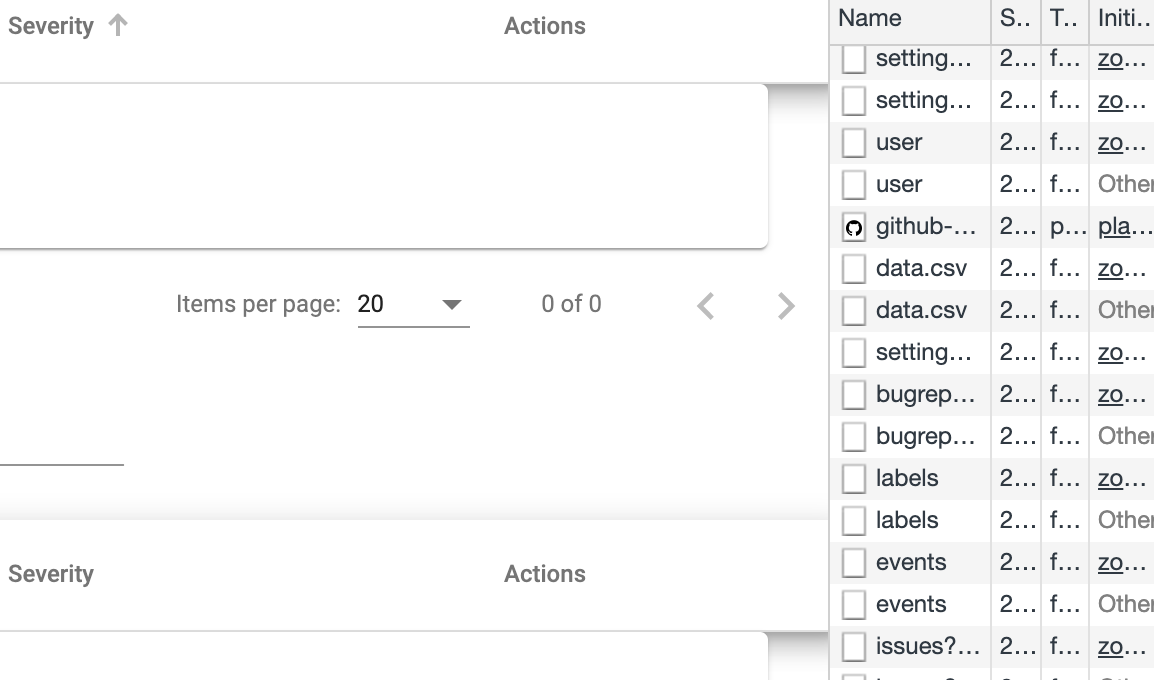 Severity Actions
Items per page: 20 0 of 0
Severity Actions
Name S.. T.. Initi..
setting... 2... f... zo...
setting... 2... f... zo...
user 2... f... zo...
user 2... f... Other
github-... 2... p... pla...
data.csv 2... f... zo...
data.csv 2... f... Other
setting... 2... f... zo...
bugrep... 2... f... zo...
bugrep... 2... f... Other
labels 2... f... zo...
labels 2... f... Other
events 2... f... zo...
events 2... f... Other
issues?... 2... f... zo...